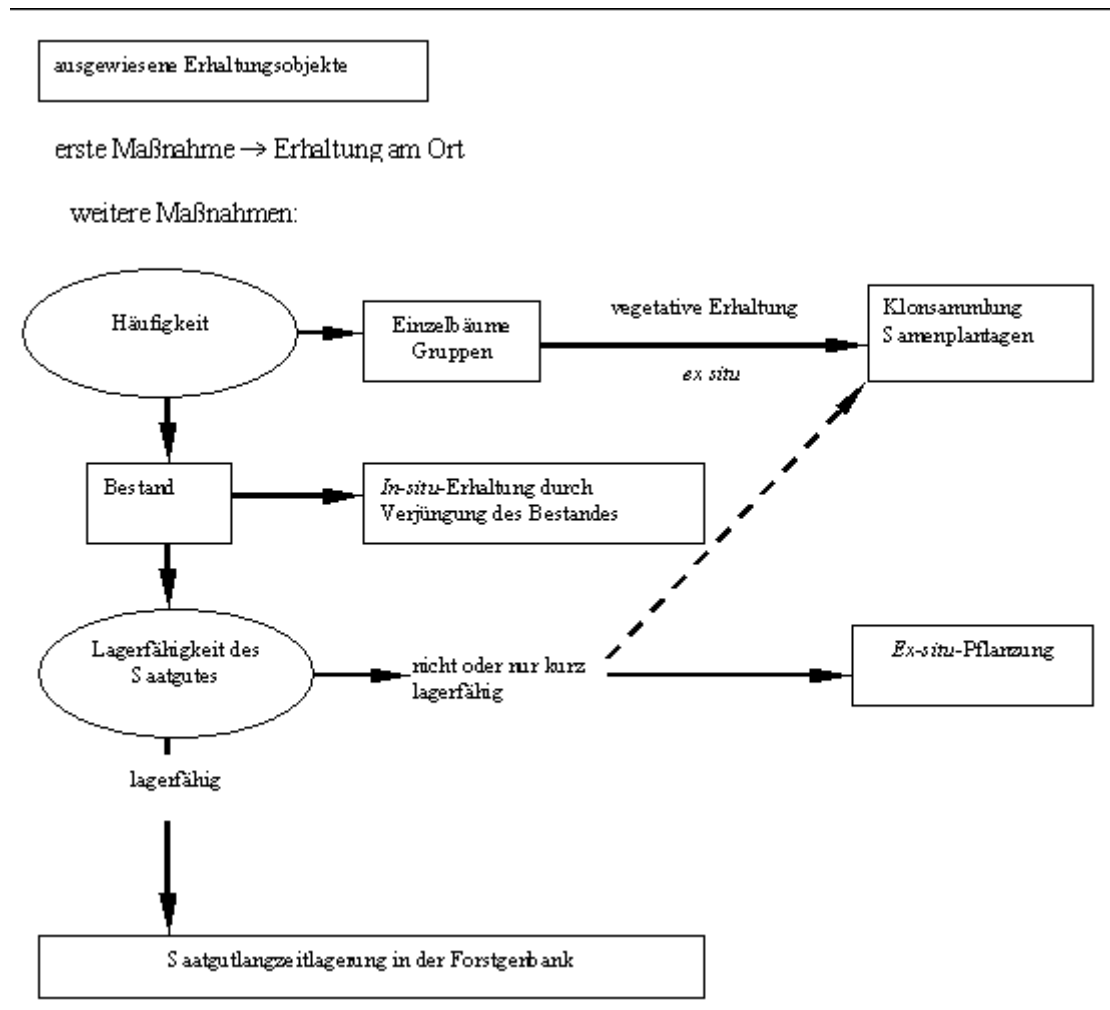 ausgewiesene Erhaltungsobjekte
erste Maßnahme → Erhaltung am Ort
weitere Maßnahmen:
Häufigkeit
Einzelbäume
Gruppen
vegetative Erhaltung
ex situ
Klonsammlung
Samenplantagen
Bestand
In-situ-Erhaltung durch
Verjüngung des Bestandes
Lagerfähigkeit des
Saatgutes
nicht oder nur kurz
lagerfähig
Ex-situ-Pflanzung
lagerfähig
Saatgutlangzeitlagerung in der Forstgenbank